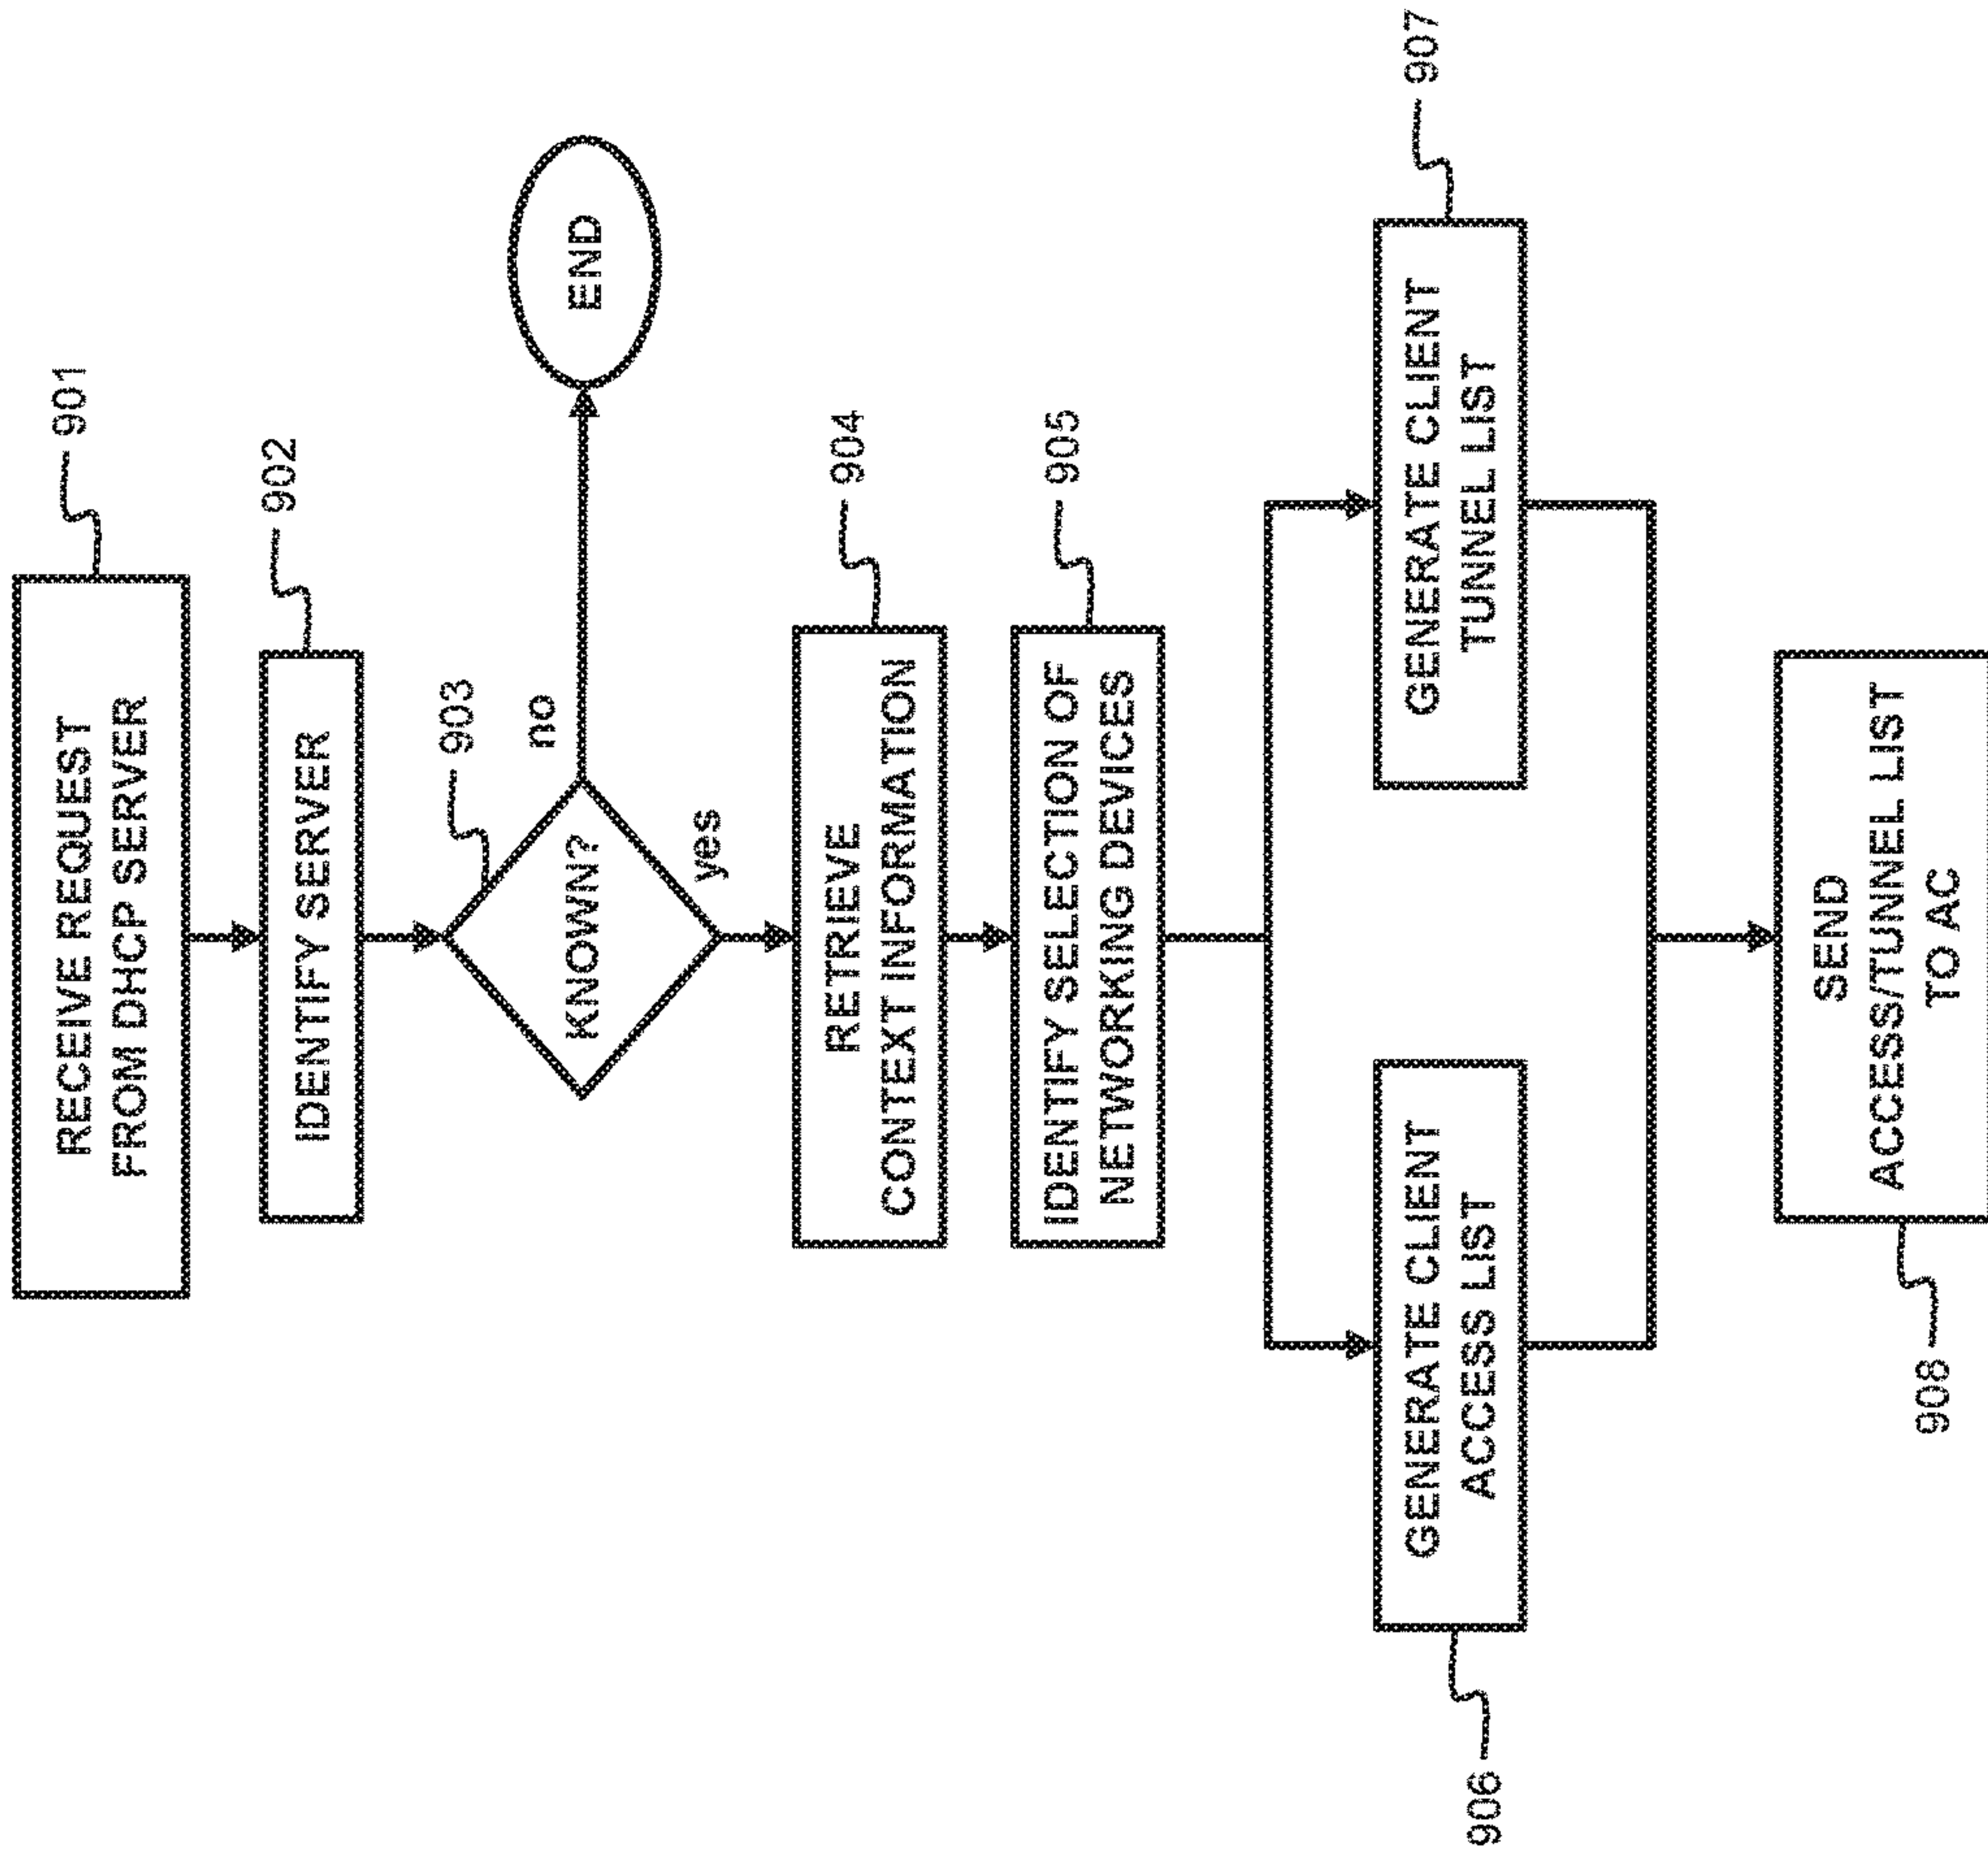 RECEIVE REQUEST
FROM DHCP SERVER
901
IDENTIFY SERVER
902
KNOWN?
903
no
END
yes
RETRIEVE
CONTEXT INFORMATION
904
IDENTIFY SELECTION OF
NETWORKING DEVICES
905
GENERATE CLIENT
ACCESS LIST
906
GENERATE CLIENT
TUNNEL LIST
907
SEND
ACCESS/TUNNEL LIST
TO AC
908